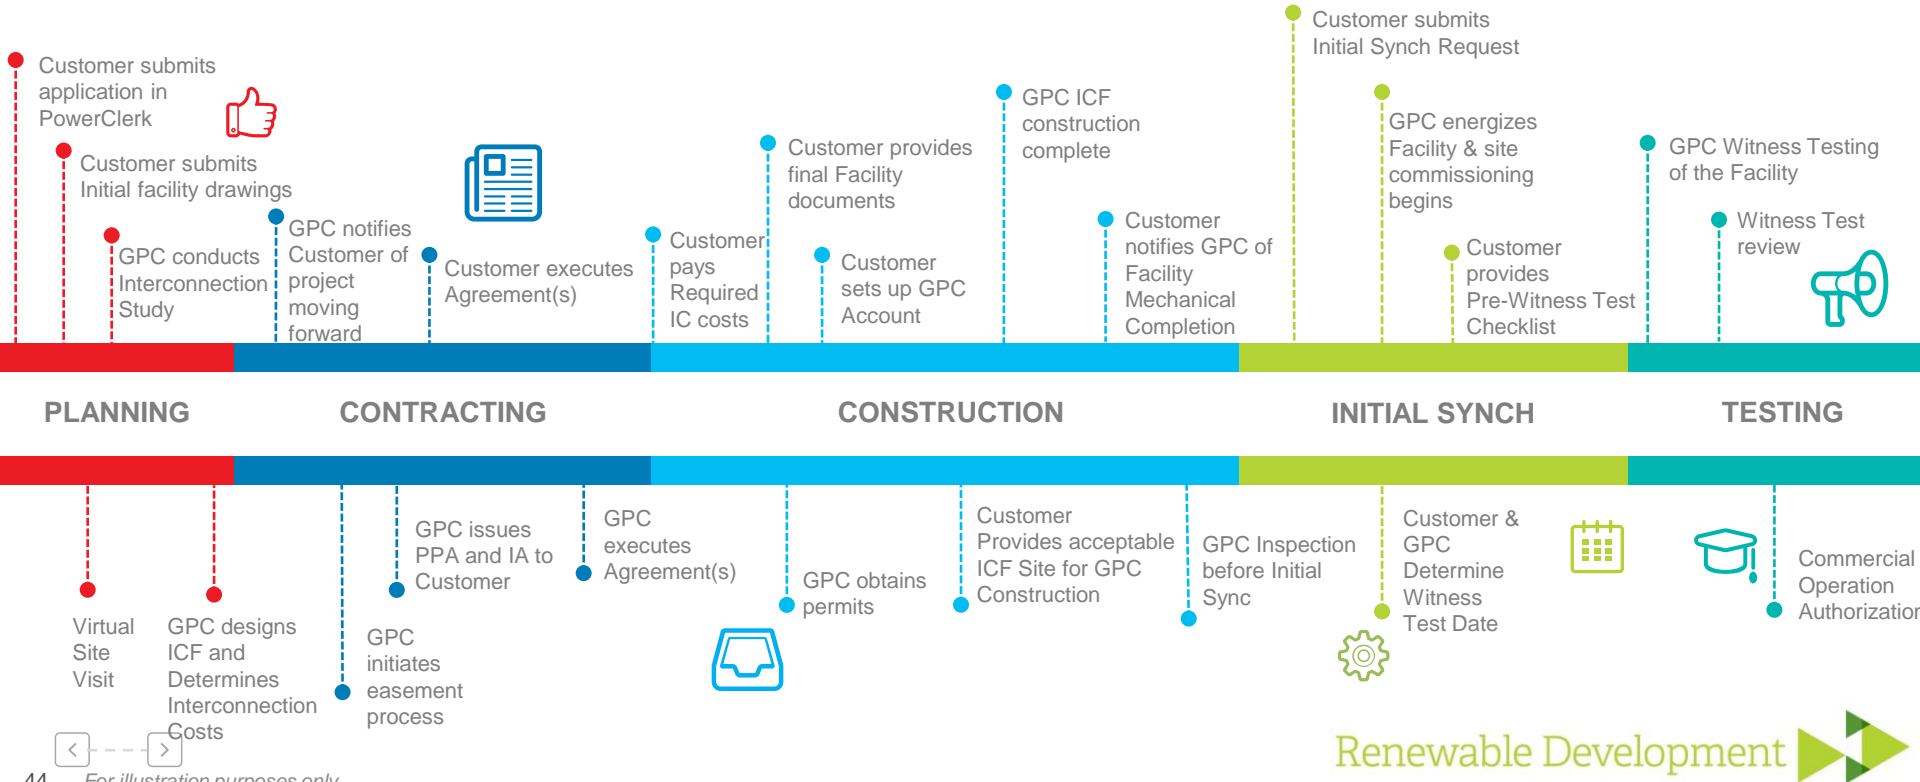 Customer submits
application in
PowerClerk
Customer submits
Initial facility drawings
GPC conducts
Interconnection
Study
GPC notifies
Customer of
project
moving
forward
Customer executes
Agreement(s)
Customer
pays
Required
IC costs
Customer provides
final Facility
documents
Customer
sets up GPC
Account
GPC ICF
construction
complete
Customer
notifies GPC of
Facility
Mechanical
Completion
Customer submits
Initial Synch Request
GPC energizes
Facility & site
commissioning
begins
Customer
provides
Pre-Witness Test
Checklist
GPC Witness Testing
of the Facility
Witness Test
review
PLANNING
CONTRACTING
CONSTRUCTION
INITIAL SYNCH
TESTING
Virtual
Site
Visit
GPC designs
ICF and
Determines
Interconnection
Costs
GPC
initiates
easement
process
GPC issues
PPA and IA to
Customer
GPC
executes
Agreement(s)
GPC obtains
permits
Customer
Provides acceptable
ICF Site for GPC
Construction
GPC Inspection
before Initial
Sync
Customer &
GPC
Determine
Witness
Test Date
Commercial
Operation
Authorization
44
For illustration purposes only
Renewable Development